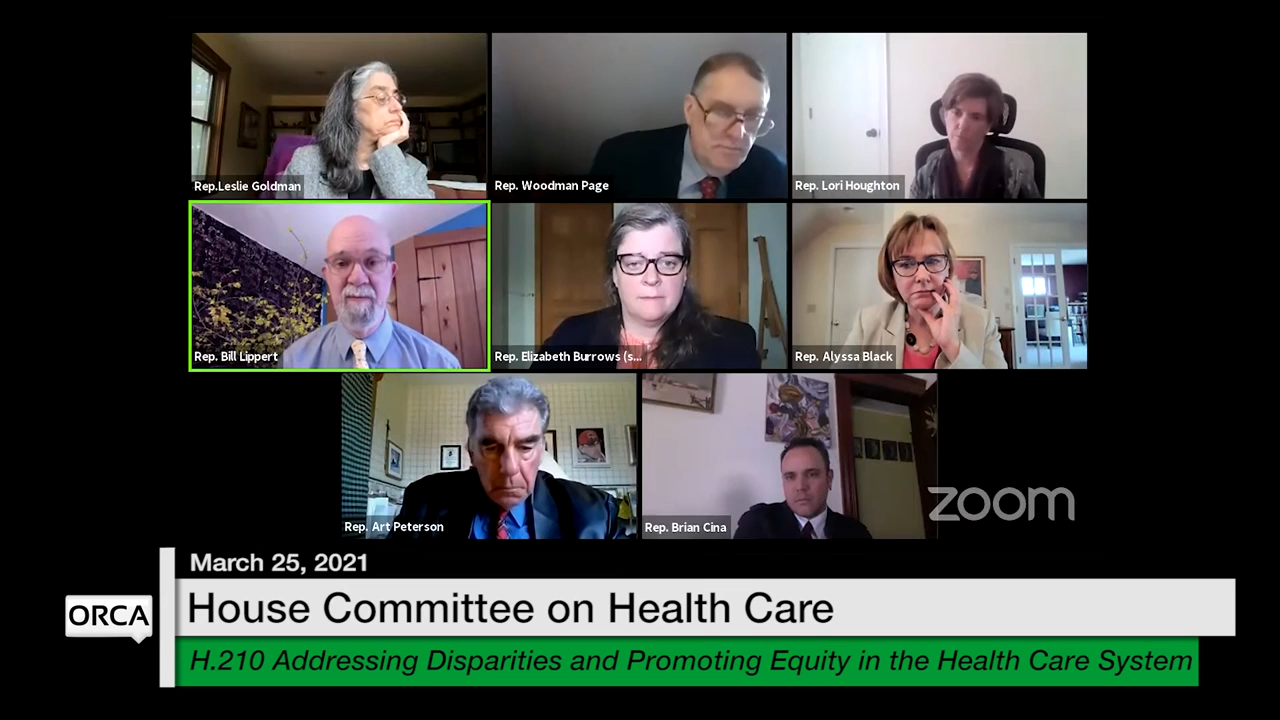 Rep.Leslie Goldman
Rep. Woodman Page
Rep. Lori Houghton
Rep. Bill Lippert
Rep. Elizabeth Burrows (s...
Rep. Alyssa Black
Rep. Art Peterson
Rep. Brian Cina
zoom
March 25, 2021
ORCA
House Committee on Health Care
H.210 Addressing Disparities and Promoting Equity in the Health Care System